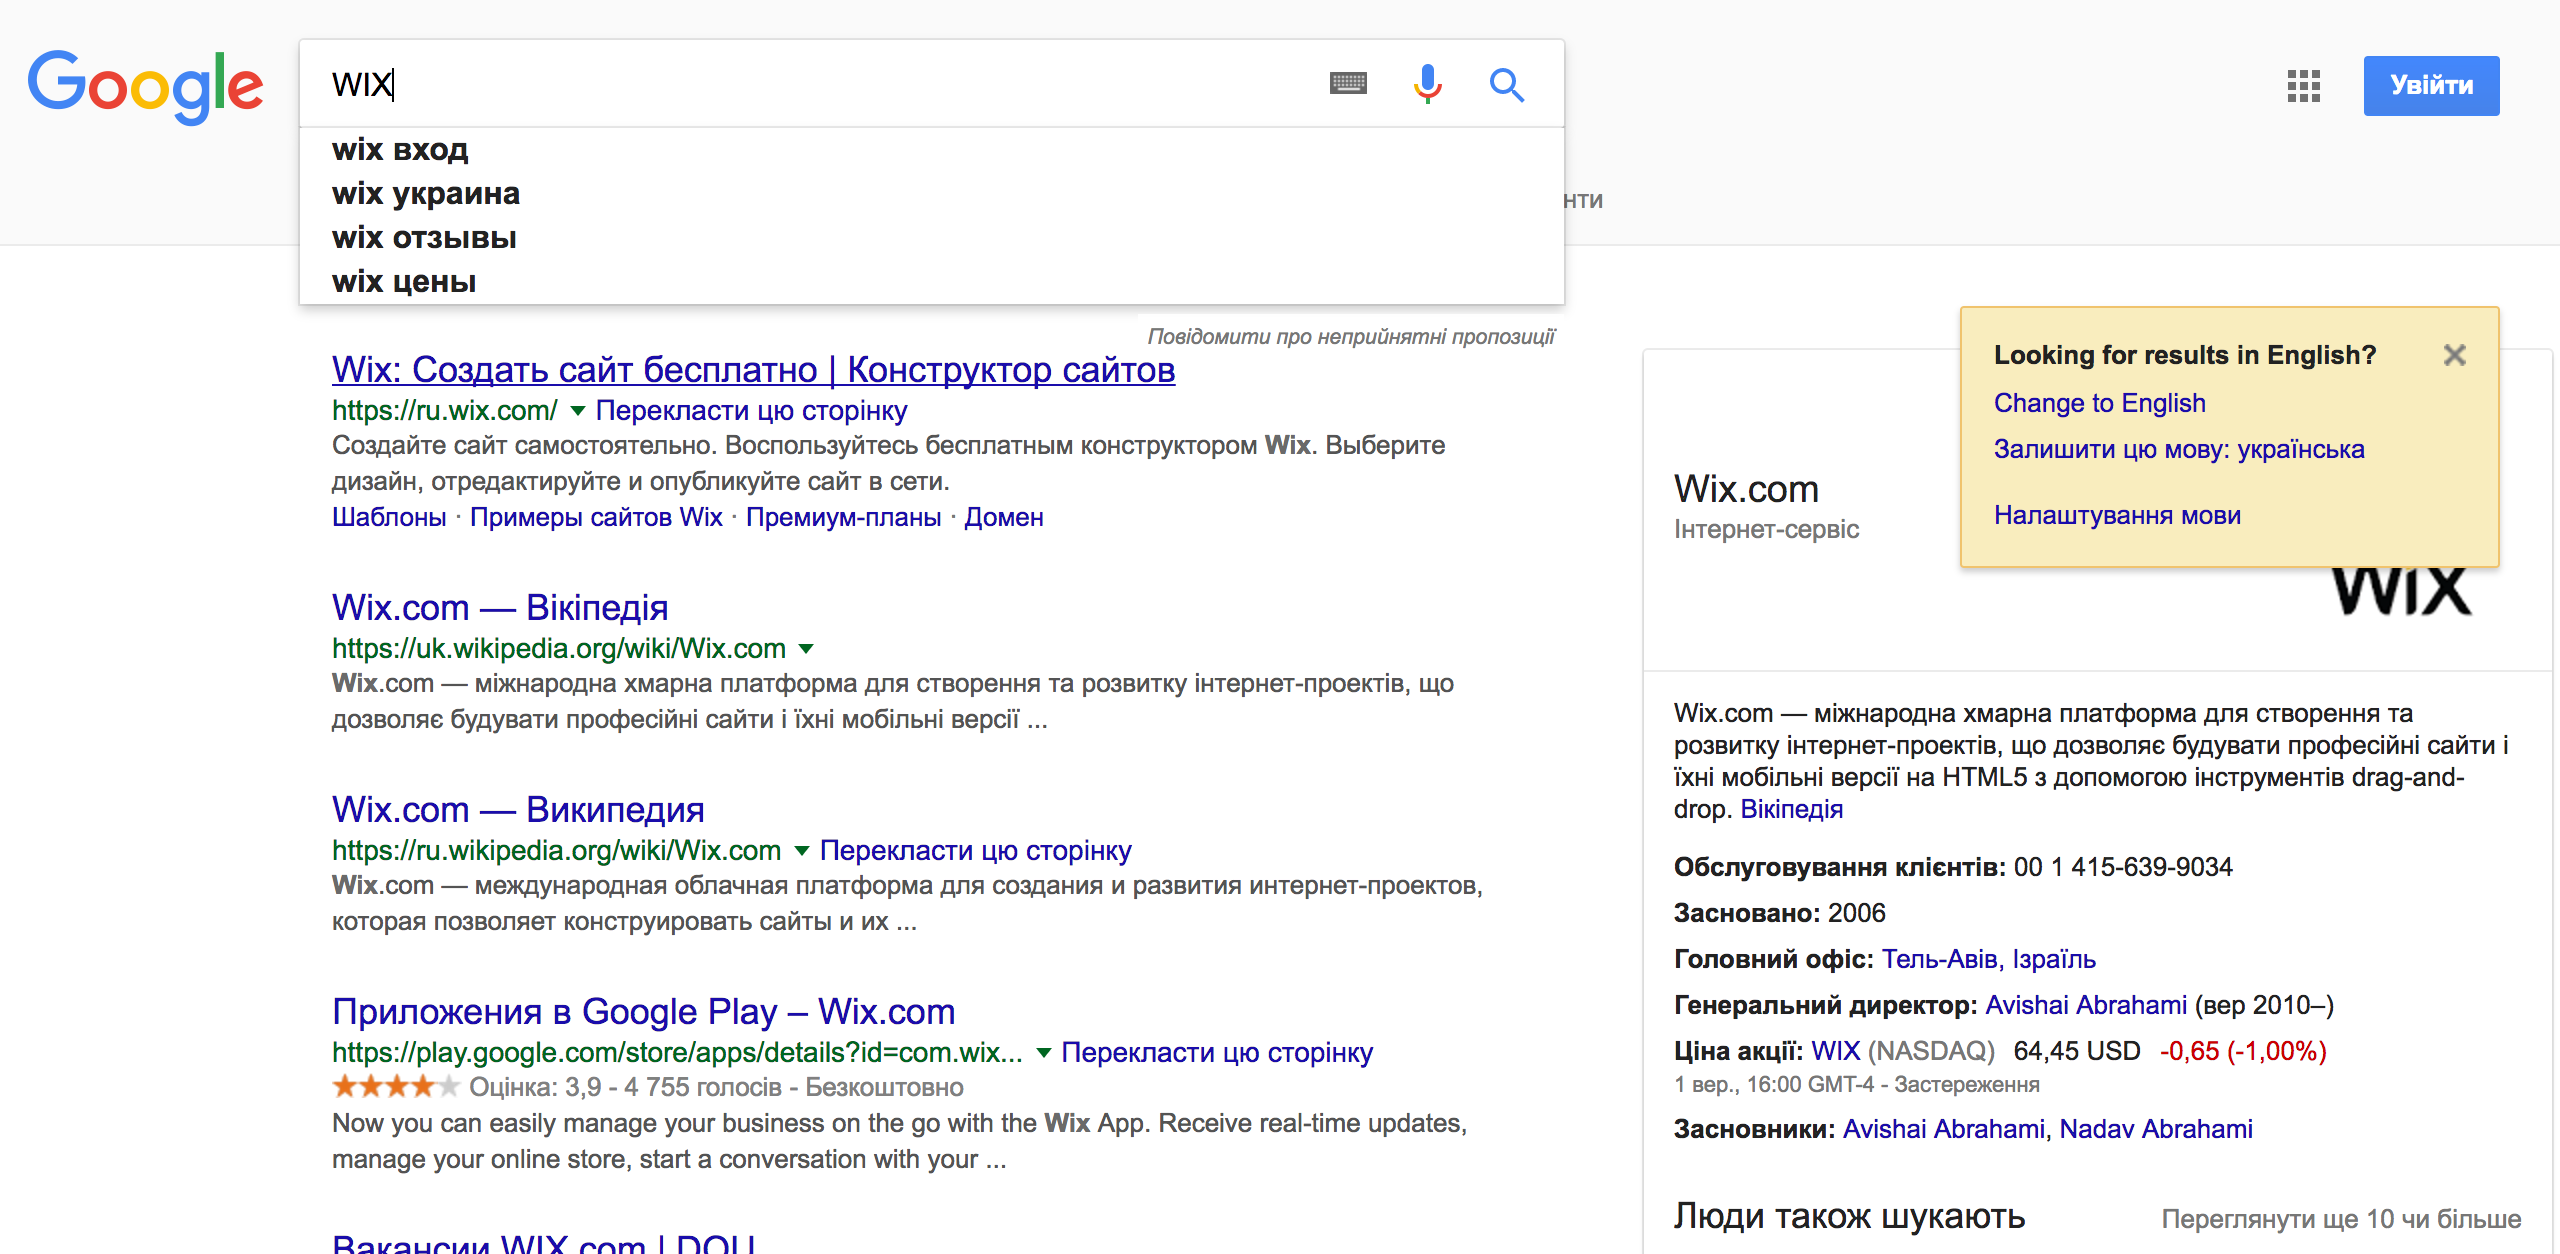 Google
WIX
Увійти
wix вход
wix украина
wix отзывы
wix цены
нти
Повідомити про неприйнятні пропозиції
Wix: Создать сайт бесплатно | Конструктор сайтов
https://ru.wix.com/ Перекласти цю сторінку
Создайте сайт самостоятельно. Воспользуйтесь бесплатным конструктором Wix. Выберите
дизайн, отредактируйте и опубликуйте сайт в сети.
Шаблоны · Примеры сайтов Wix · Премиум-планы · Домен
Wix.com — Вікіпедія
https://uk.wikipedia.org/wiki/Wix.com
Wix.com — міжнародна хмарна платформа для створення та розвитку інтернет-проектів, що
дозволяє будувати професійні сайти і їхні мобільні версії ...
Wix.com — Википедия
https://ru.wikipedia.org/wiki/Wix.com Перекласти цю сторінку
Wix.com — международная облачная платформа для создания и развития интернет-проектов,
которая позволяет конструировать сайты и их ...
Приложения в Google Play – Wix.com
https://play.google.com/store/apps/details?id=com.wix... Перекласти цю сторінку
Оцінка: 3,9 - 4 755 голосів - Безкоштовно
Now you can easily manage your business on the go with the Wix App. Receive real-time updates,
manage your online store, start a conversation with your ...
Вакансии WIX.com | DOU
Looking for results in English?
Change to English
Залишити цю мову: українська
Налаштування мови
Wix.com
Інтернет-сервіс
WiX
Wix.com — міжнародна хмарна платформа для створення та
розвитку інтернет-проектів, що дозволяє будувати професійні сайти і
їхні мобільні версії на HTML5 з допомогою інструментів drag-and-
drop. Вікіпедія
Обслуговування клієнтів: 00 1 415-639-9034
Засновано: 2006
Головний офіс: Тель-Авів, Ізраїль
Генеральний директор: Avishai Abrahami (вер 2010–)
Ціна акції: WIX (NASDAQ) 64,45 USD -0,65 (-1,00%)
1 вер., 16:00 GMT-4 - Застереження
Засновники: Avishai Abrahami, Nadav Abrahami
Люди також шукають
Переглянути ще 10 чи більше